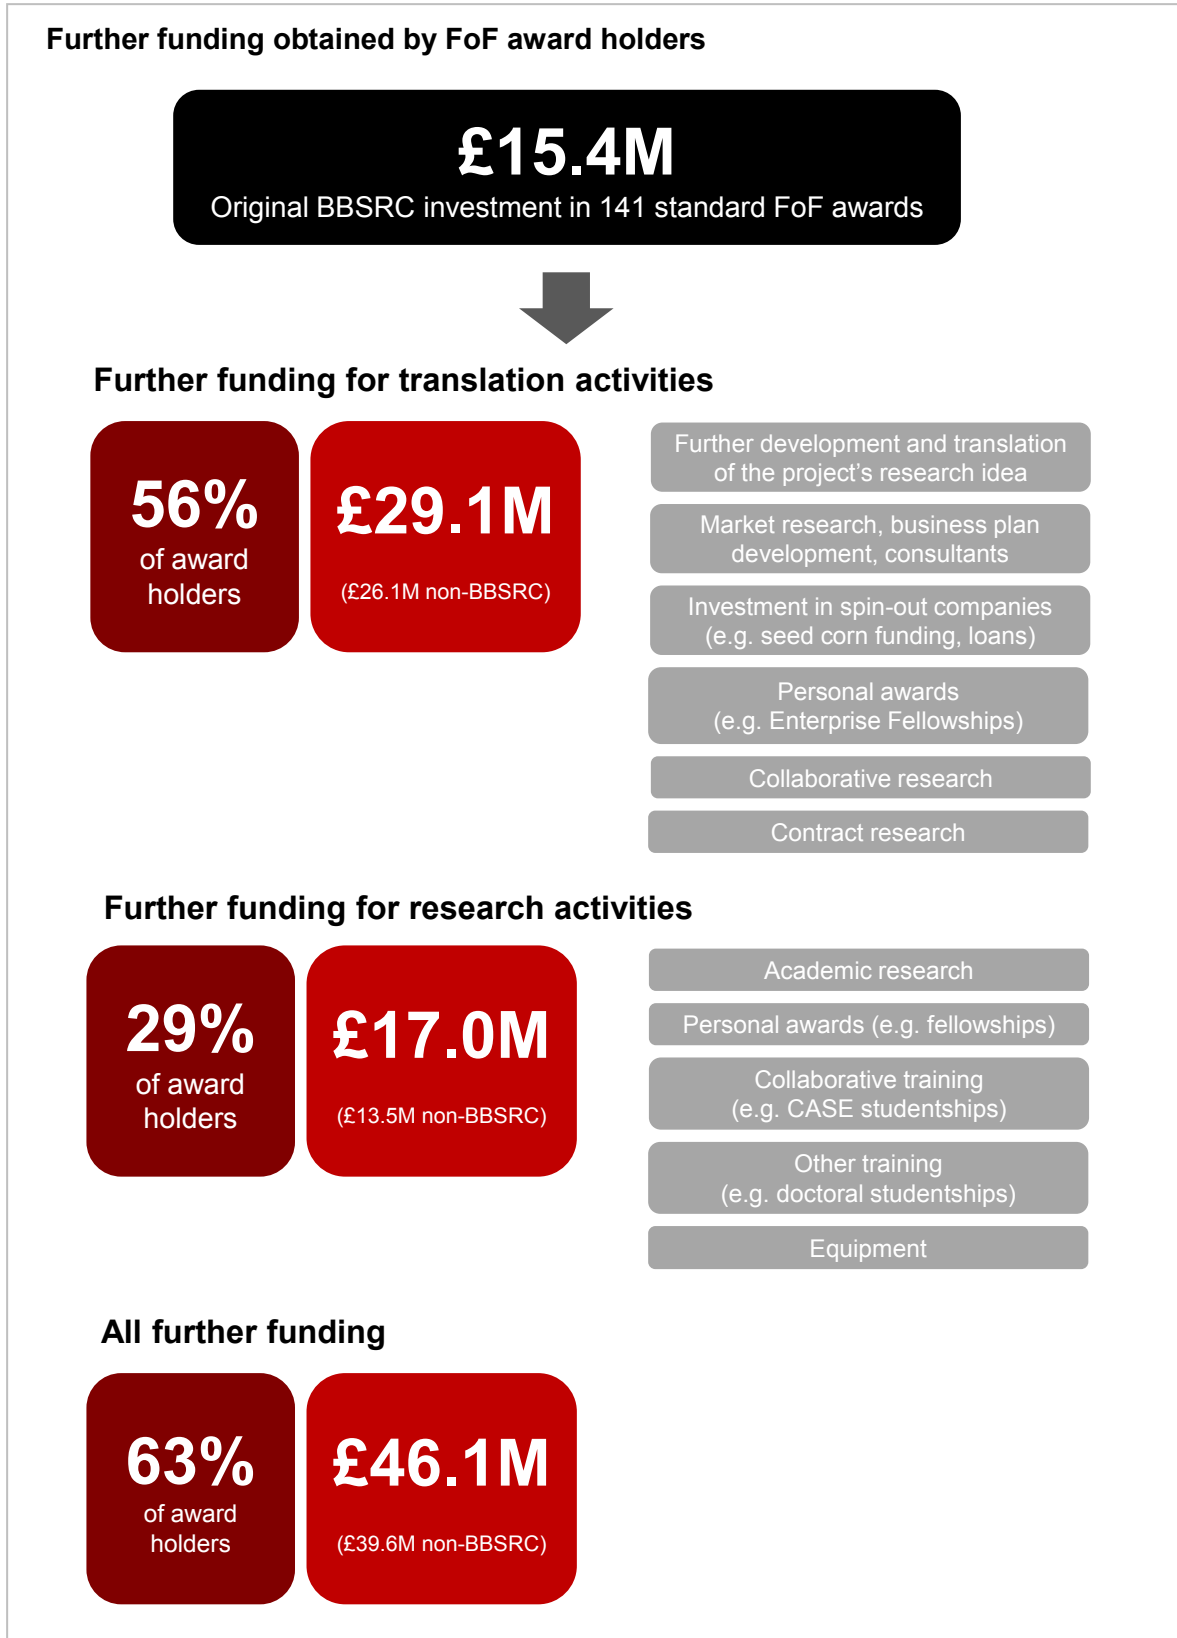 Further funding obtained by FoF award holders
£15.4M
Original BBSRC investment in 141 standard FoF awards
Further funding for translation activities
56%
of award
holders
£29.1M
(£26.1M non-BBSRC)
Further development and translation
of the project's research idea
Market research, business plan
development, consultants
Investment in spin-out companies
(e.g. seed corn funding, loans)
Personal awards
(e.g. Enterprise Fellowships)
Collaborative research
Contract research
Further funding for research activities
29%
of award
holders
£17.0M
(£13.5M non-BBSRC)
Academic research
Personal awards (e.g. fellowships)
Collaborative training
(e.g. CASE studentships)
Other training
(e.g. doctoral studentships)
Equipment
All further funding
63%
of award
holders
£46.1M
(£39.6M non-BBSRC)